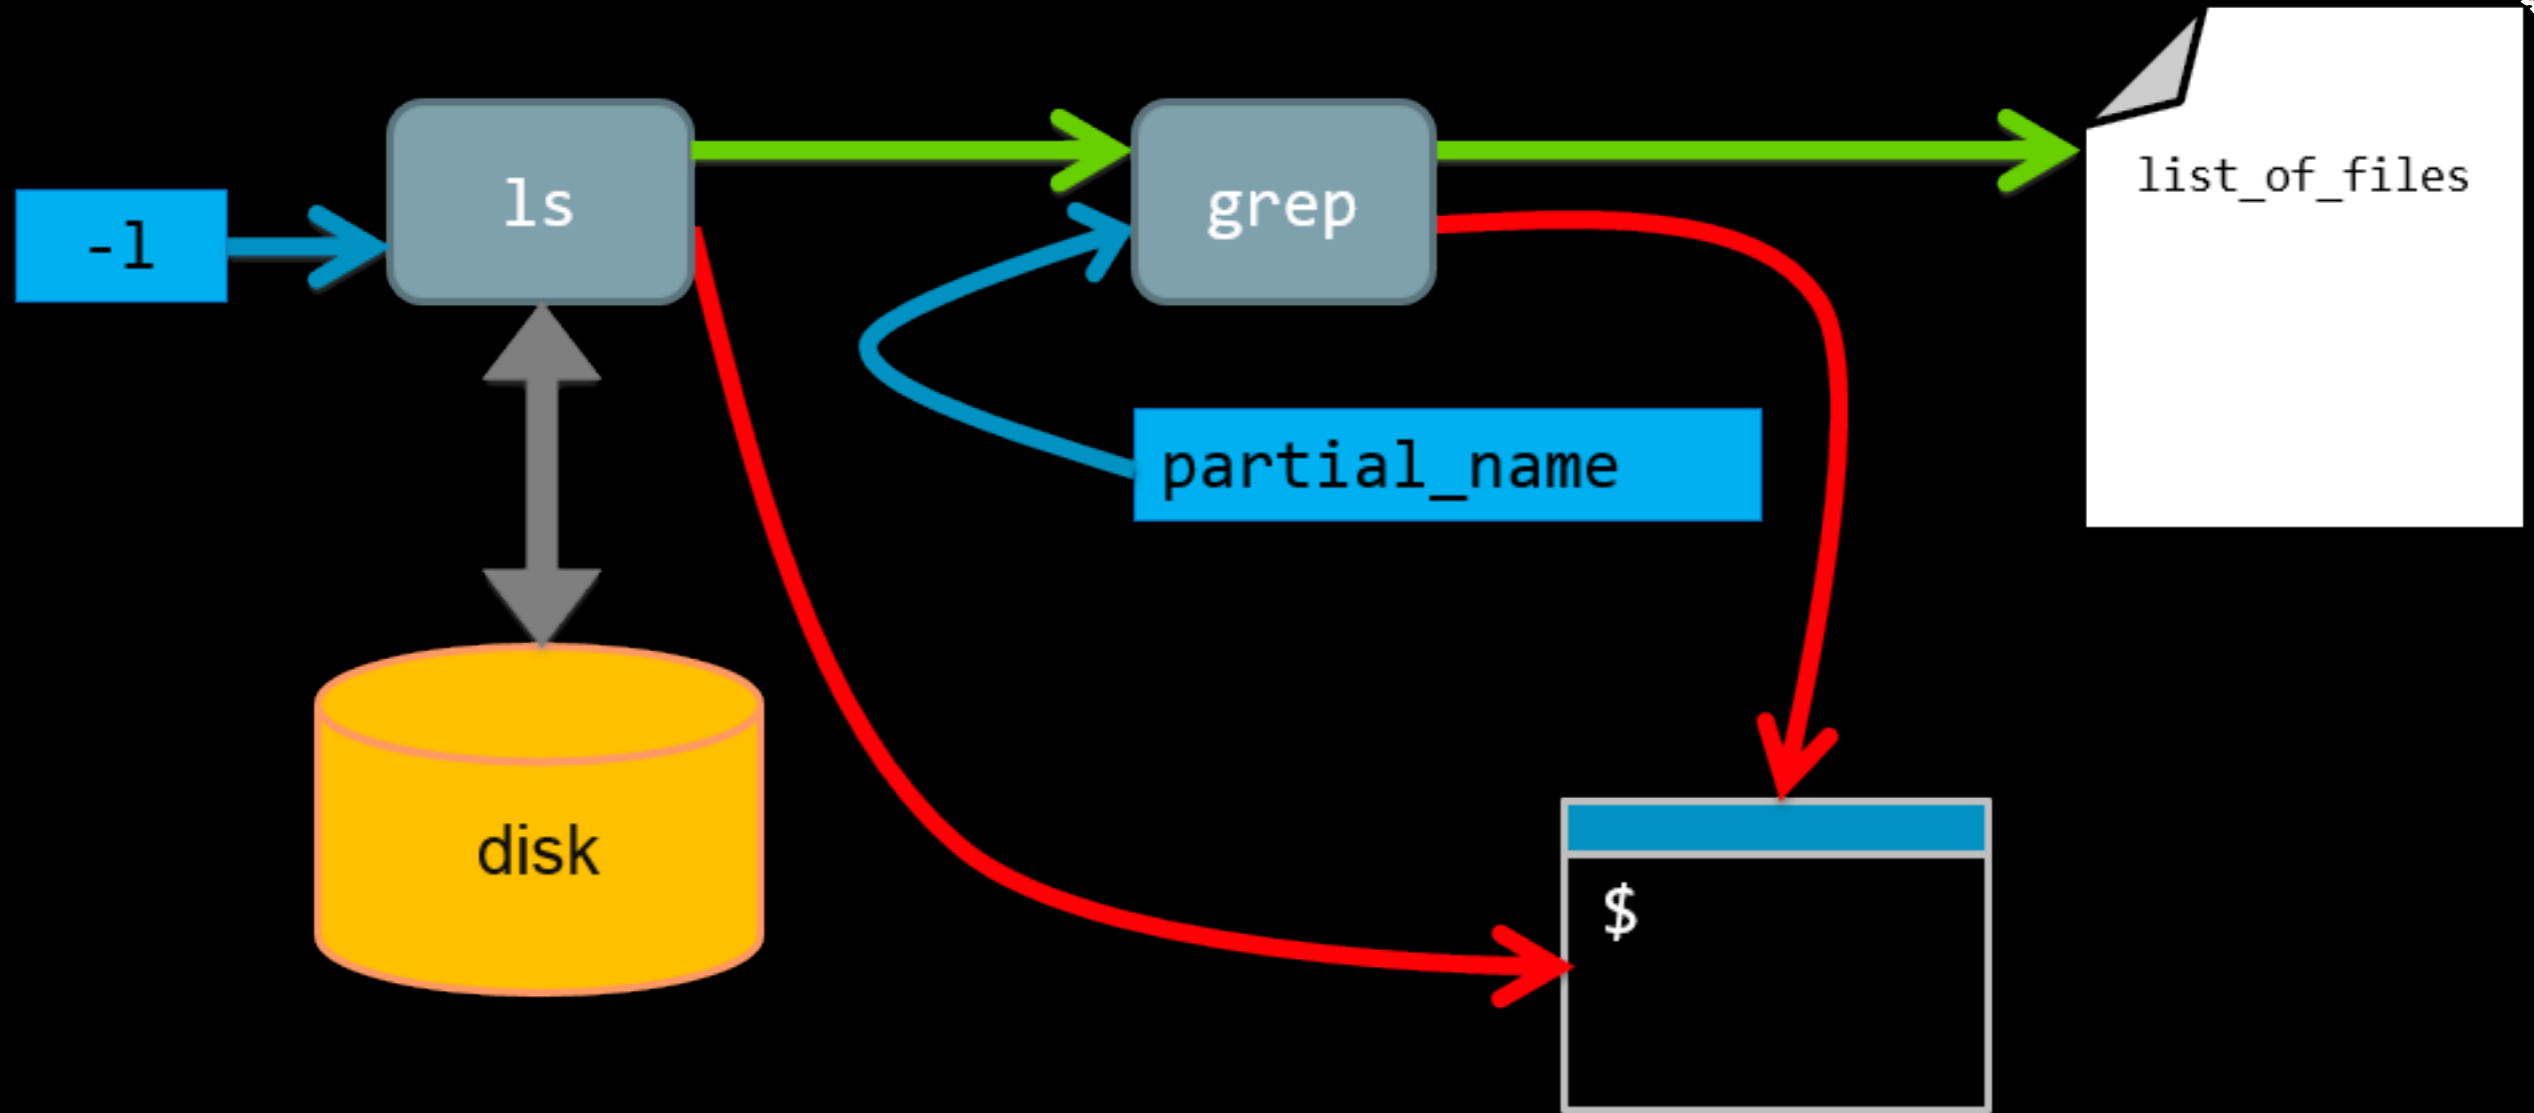 -l
ls
grep
list_of_files
partial_name
disk
$